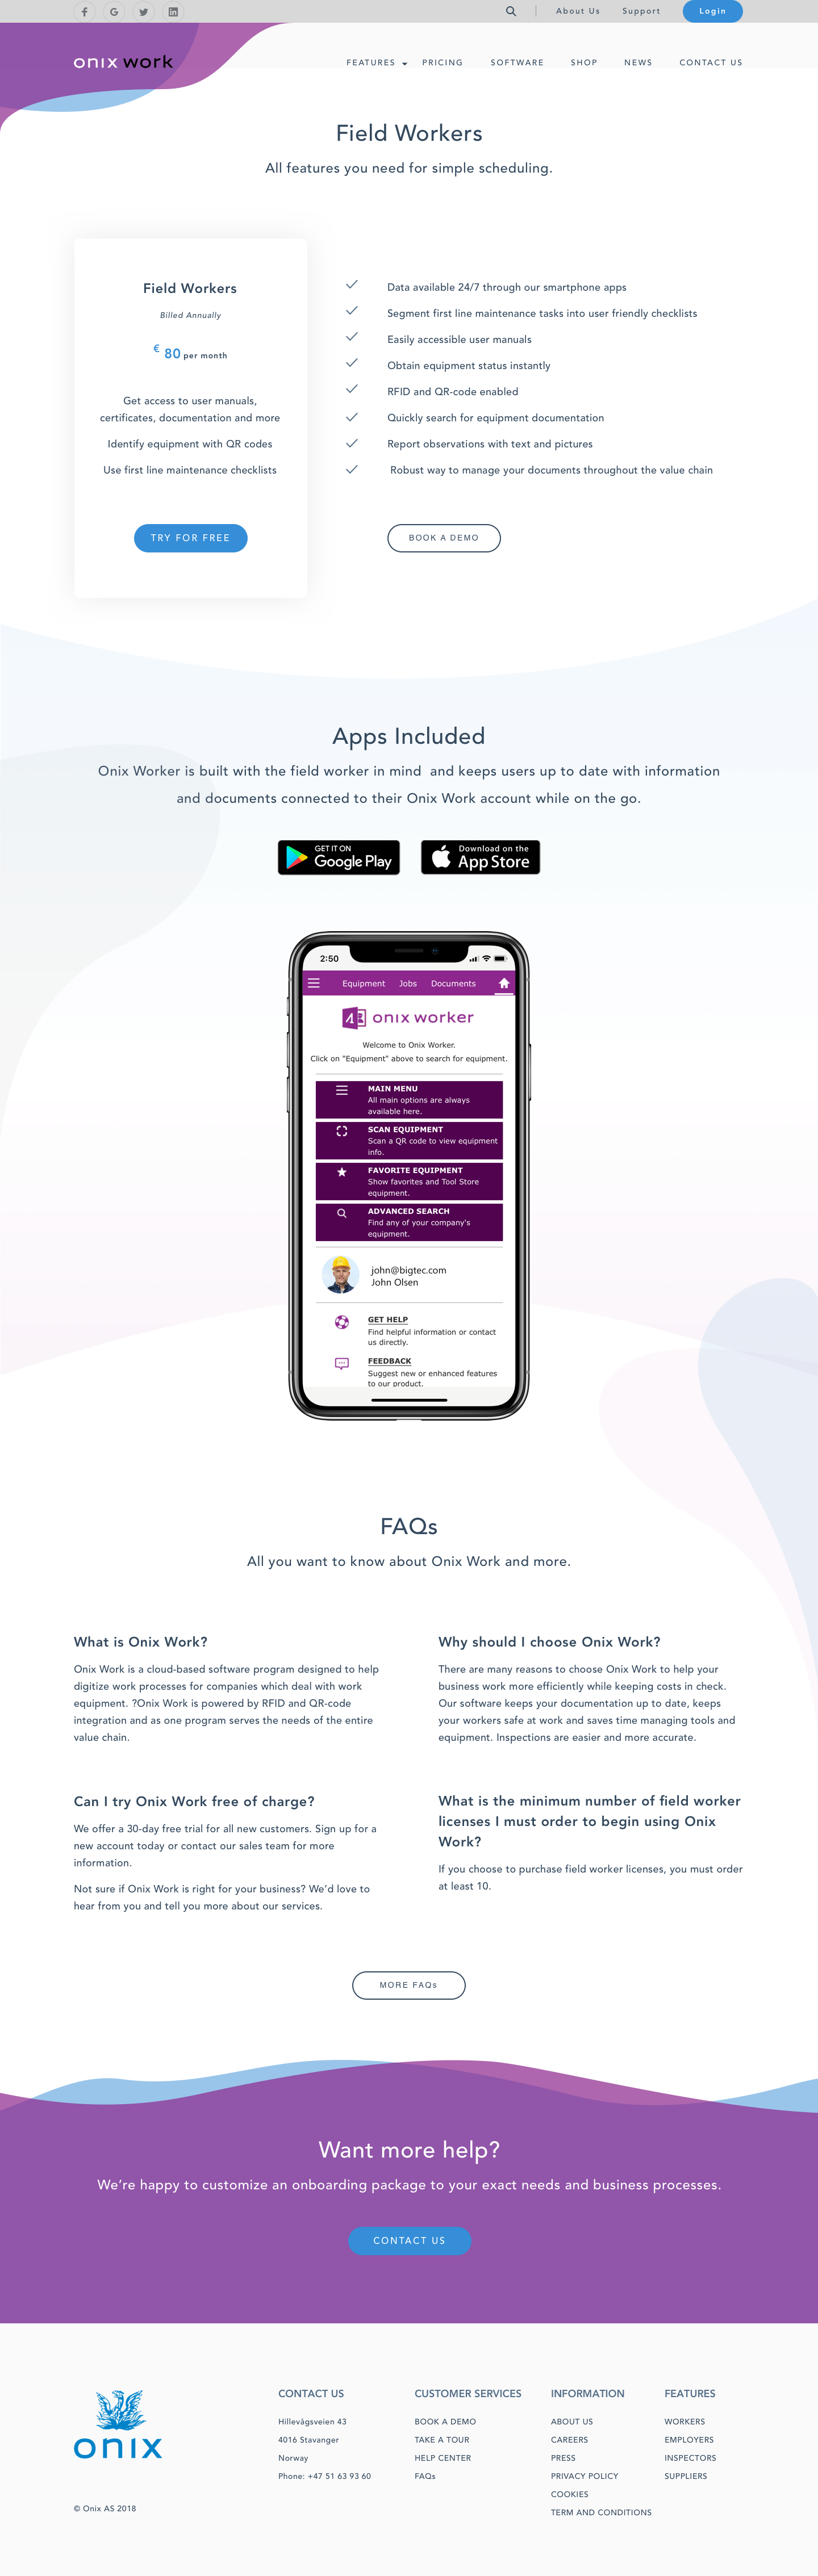 About Us
Support
Login
onix work
FEATURES
PRICING
SOFTWARE
SHOP
NEWS
CONTACT US
Field Workers
All features you need for simple scheduling.
Field Workers
Billed Annually
€ 80 per month
Get access to user manuals,
certificates, documentation and more
Identify equipment with QR codes
Use first line maintenance checklists
TRY FOR FREE
Data available 24/7 through our smartphone apps
Segment first line maintenance tasks into user friendly checklists
Easily accessible user manuals
Obtain equipment status instantly
RFID and QR-code enabled
Quickly search for equipment documentation
Report observations with text and pictures
Robust way to manage your documents throughout the value chain
BOOK A DEMO
Apps Included
Onix Worker is built with the field worker in mind and keeps users up to date with information
and documents connected to their Onix Work account while on the go.
GET IT ON
Google Play
Download on the
App Store
2:50
Equipment
Jobs
Documents
onix worker
Welcome to Onix Worker.
Click on "Equipment" above to search for equipment.
MAIN MENU
All main options are always
available here.
SCAN EQUIPMENT
Scan a QR code to view equipment
info.
FAVORITE EQUIPMENT
Show favorites and Tool Store
equipment.
ADVANCED SEARCH
Find any of your company's
equipment.
john@bigtec.com
John Olsen
GET HELP
Find helpful information or contact
us directly.
FEEDBACK
Suggest new or enhanced features
to our product.
FAQs
All you want to know about Onix Work and more.
What is Onix Work?
Onix Work is a cloud-based software program designed to help
digitize work processes for companies which deal with work
equipment. ?Onix Work is powered by RFID and QR-code
integration and as one program serves the needs of the entire
value chain.
Why should I choose Onix Work?
There are many reasons to choose Onix Work to help your
business work more efficiently while keeping costs in check.
Our software keeps your documentation up to date, keeps
your workers safe at work and saves time managing tools and
equipment. Inspections are easier and more accurate.
Can I try Onix Work free of charge?
We offer a 30-day free trial for all new customers. Sign up for a
new account today or contact our sales team for more
information.
Not sure if Onix Work is right for your business? We’d love to
hear from you and tell you more about our services.
What is the minimum number of field worker
licenses I must order to begin using Onix
Work?
If you choose to purchase field worker licenses, you must order
at least 10.
MORE FAQs
Want more help?
We’re happy to customize an onboarding package to your exact needs and business processes.
CONTACT US
onix
© Onix AS 2018
CONTACT US
Hillevågsveien 43
4016 Stavanger
Norway
Phone: +47 51 63 93 60
CUSTOMER SERVICES
BOOK A DEMO
TAKE A TOUR
HELP CENTER
FAQs
INFORMATION
ABOUT US
CAREERS
PRESS
PRIVACY POLICY
COOKIES
TERM AND CONDITIONS
FEATURES
WORKERS
EMPLOYERS
INSPECTORS
SUPPLIERS